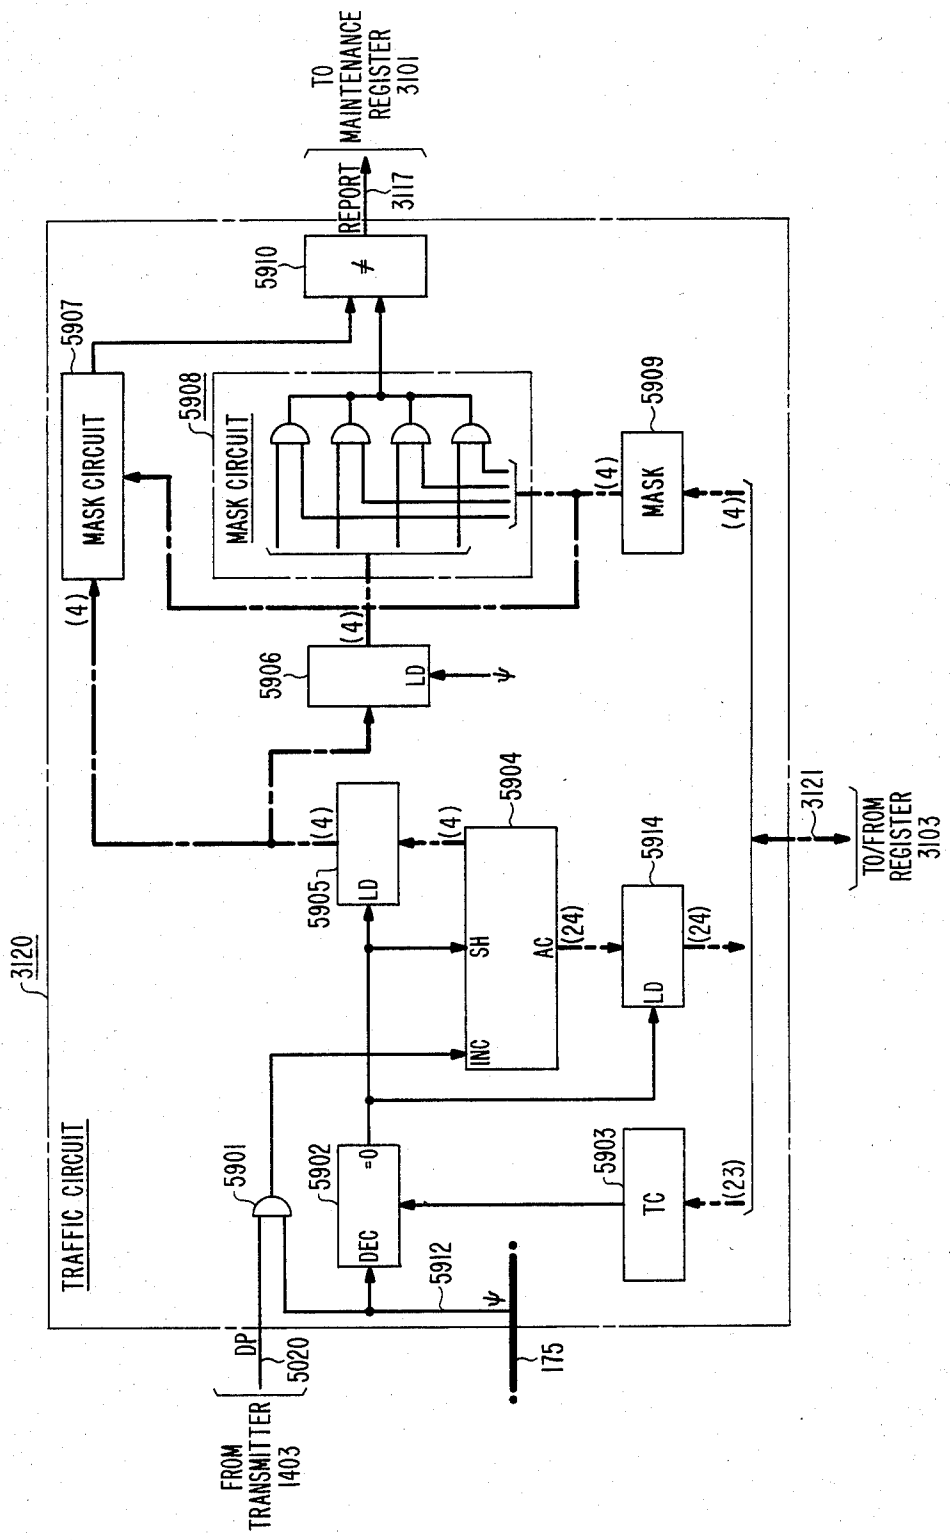 TRAFFIC CIRCUIT
3120
FROM
TRANSMITTER
1403
DP
5020
5901
5902
DEC
=0
5912
ψ
175
5903
TC
(23)
5904
INC
SH
AC
(24)
5914
LD
(24)
5905
LD
(4)
(4)
5906
LD
(4)
ψ
(4)
5907
MASK CIRCUIT
5908
MASK CIRCUIT
5909
MASK
(4)
(4)
5910
≠
REPORT
3117
TO
MAINTENANCE
REGISTER
3101
3121
TO/FROM
REGISTER
3103